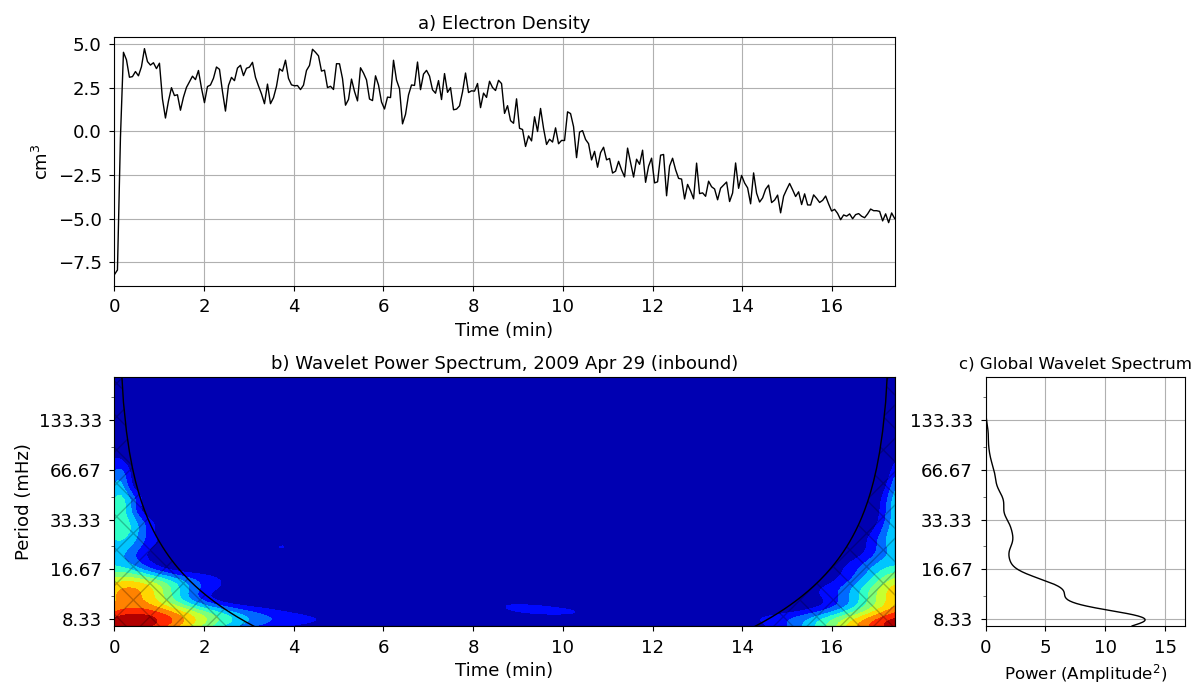 a) Electron Density
5.0
2.5
0.0
−2.5
−5.0
−7.5
cm³
0 2 4 6 8 10 12 14 16
Time (min)
b) Wavelet Power Spectrum, 2009 Apr 29 (inbound)
133.33
66.67
33.33
16.67
8.33
Period (mHz)
0 2 4 6 8 10 12 14 16
Time (min)
c) Global Wavelet Spectrum
133.33
66.67
33.33
16.67
8.33
0 5 10 15
Power (Amplitude²)